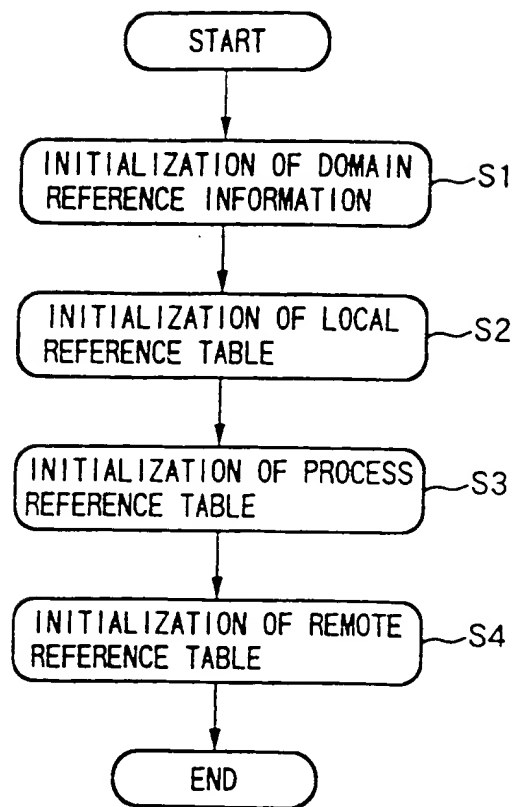 START
INITIALIZATION OF DOMAIN
REFERENCE INFORMATION
S1
INITIALIZATION OF LOCAL
REFERENCE TABLE
S2
INITIALIZATION OF PROCESS
REFERENCE TABLE
S3
INITIALIZATION OF REMOTE
REFERENCE TABLE
S4
END